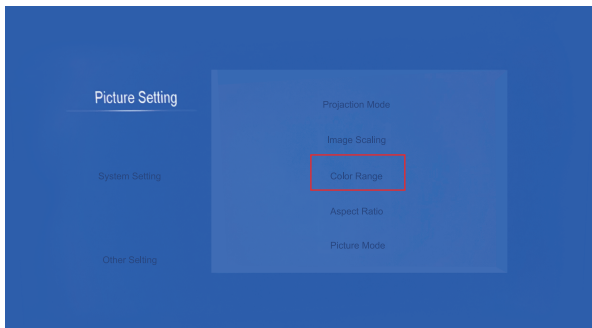 Picture Setting
System Setting
Other Setting
Projection Mode
Image Scaling
Color Range
Aspect Ratio
Picture Mode